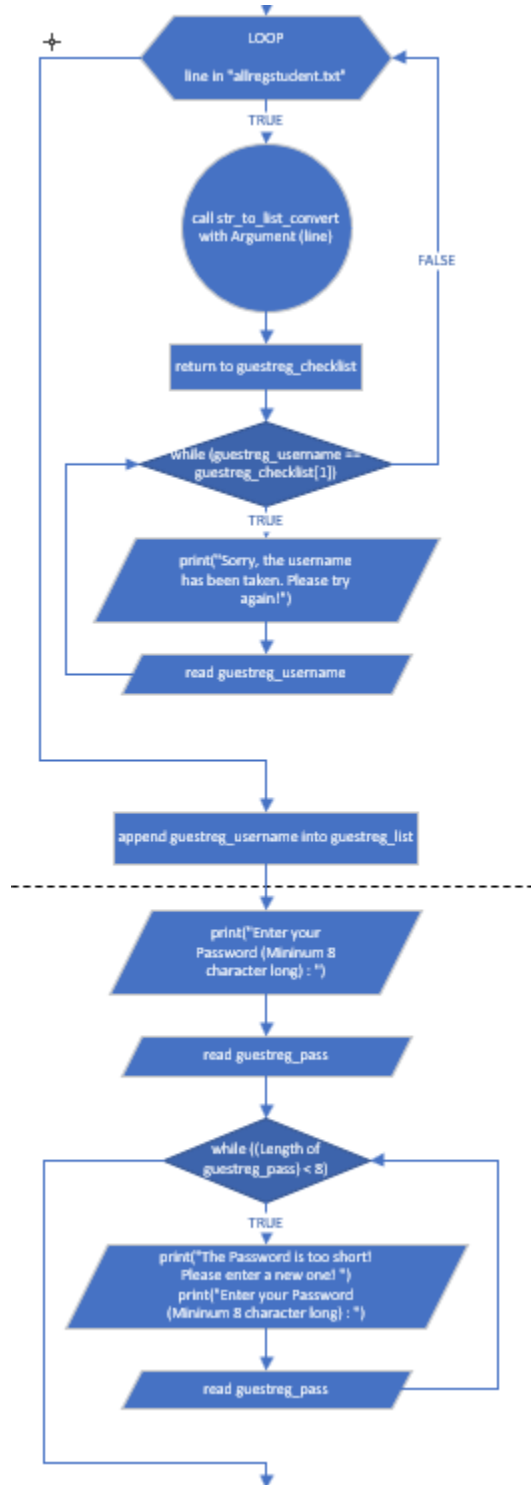 LOOP
line in "allregstudent.txt"
TRUE
call str_to_list_convert
with Argument (line)
FALSE
return to guestreg_checklist
while (guestreg_username ==
guestreg_checklist[1])
TRUE
print("Sorry, the username
has been taken. Please try
again!")
read guestreg_username
append guestreg_username into guestreg_list
print("Enter your
Password (Mininum 8
character long) : ")
read guestreg_pass
while ((Length of
guestreg_pass) < 8)
TRUE
print("The Password is too short!
Please enter a new one! ")
print("Enter your Password
(Mininum 8 character long) : ")
read guestreg_pass